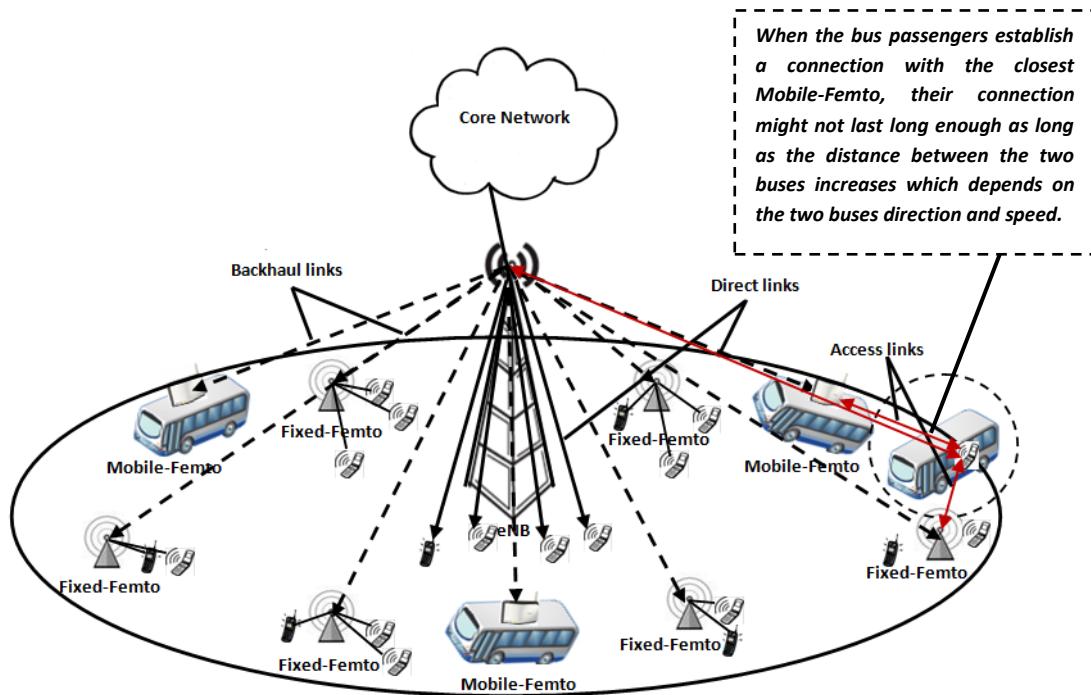 When the bus passengers establish
a connection with the closest
Mobile-Femto, their connection
might not last long enough as long
as the distance between the two
buses increases which depends on
the two buses direction and speed.
Core Network
Backhaul links
Direct links
Access links
Fixed-Femto
Fixed-Femto
Mobile-Femto
Mobile-Femto
eNB
Fixed-Femto
Fixed-Femto
Fixed-Femto
Fixed-Femto
Mobile-Femto